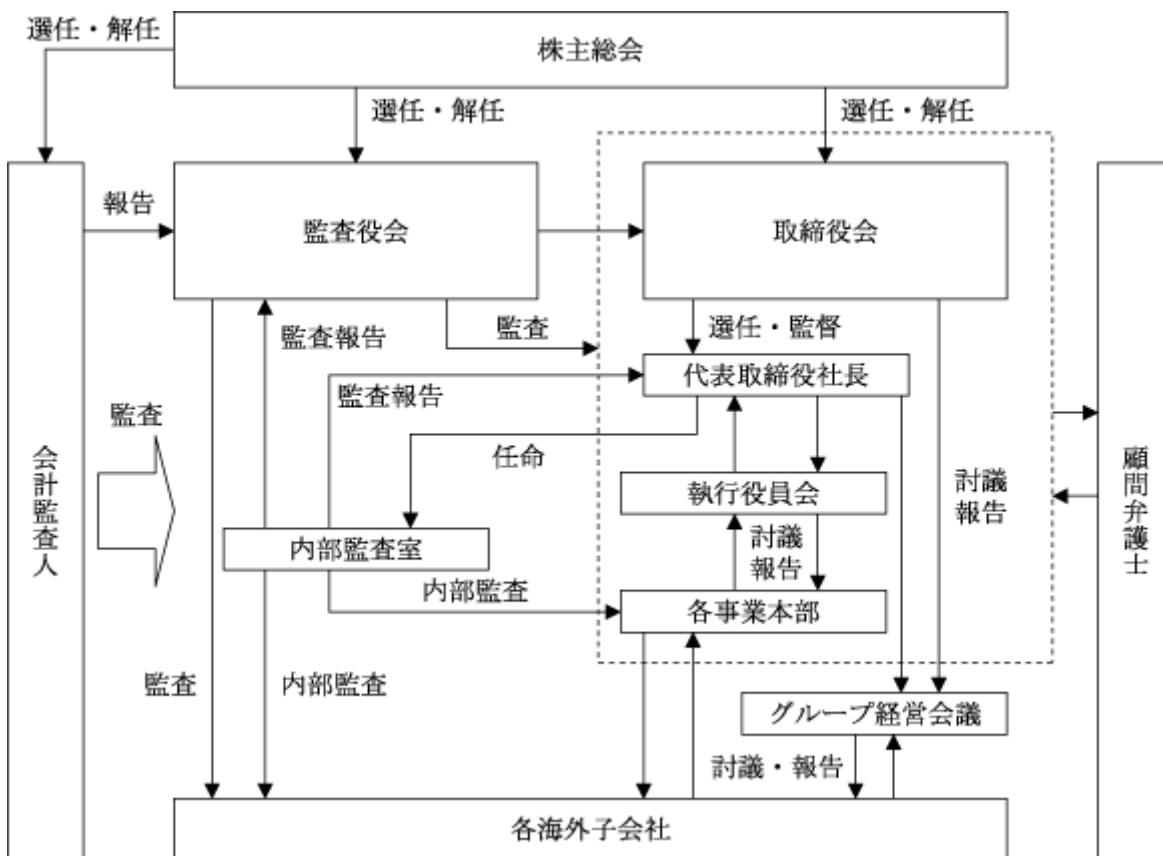 選任・解任
株主総会
選任・解任
選任・解任
報告
監査役会
取締役会
監査報告
監査
選任・監督
代表取締役社長
監査報告
監査
任命
執行役員会
討議
報告
会計監査人
顧問弁護士
内部監査室
討議
報告
内部監査
各事業本部
監査
内部監査
グループ経営会議
討議・報告
各海外子会社